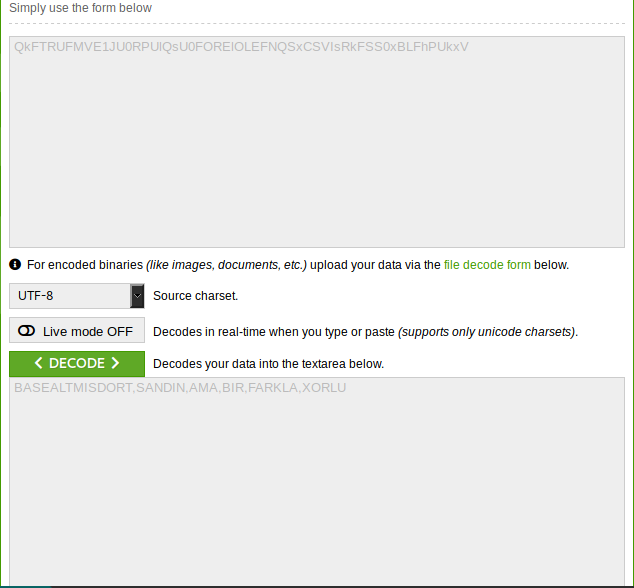 Simply use the form below
QkFTRUFMVE1JU0RPUlQsU0FORElOLEFNQSxCSVIsRkFSS0xBLFhPUkxV
For encoded binaries (like images, documents, etc.) upload your data via the file decode form below.
UTF-8 Source charset.
Live mode OFF Decodes in real-time when you type or paste (supports only unicode charsets).
< DECODE > Decodes your data into the textarea below.
BASEALTMISDORT,SANDIN,AMA,BIR,FARKLA,XORLU